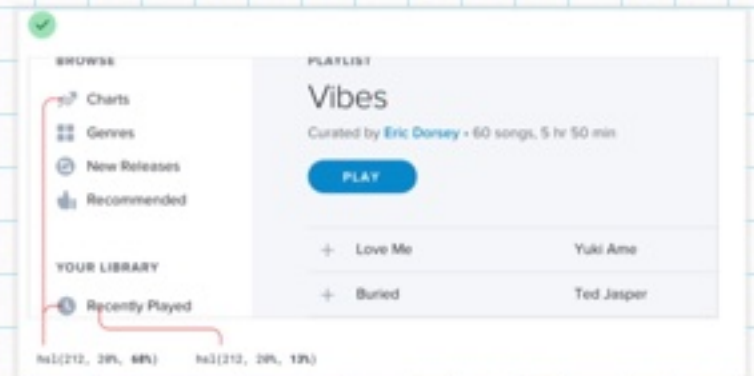 BROWSE
PLAYLIST
Charts
Vibes
Genres
Curated by Eric Dorsey • 60 songs, 5 hr 50 min
New Releases
PLAY
Recommended
+ Love Me Yuki Ame
YOUR LIBRARY
+ Buried Ted Jasper
Recently Played
hsl(212, 20%, 68%) hsl(212, 20%, 13%)